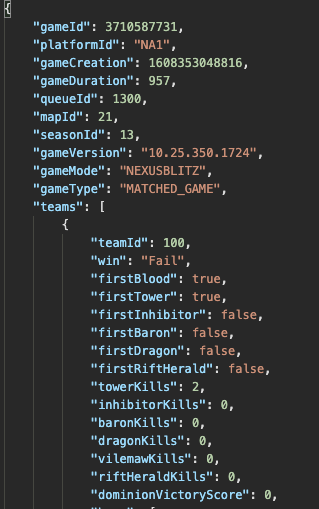 {
"gameId": 3710587731,
"platformId": "NA1",
"gameCreation": 1608353048816,
"gameDuration": 957,
"queueId": 1300,
"mapId": 21,
"seasonId": 13,
"gameVersion": "10.25.350.1724",
"gameMode": "NEXUSBLITZ",
"gameType": "MATCHED_GAME",
"teams": [
{
"teamId": 100,
"win": "Fail",
"firstBlood": true,
"firstTower": true,
"firstInhibitor": false,
"firstBaron": false,
"firstDragon": false,
"firstRiftHerald": false,
"towerKills": 2,
"inhibitorKills": 0,
"baronKills": 0,
"dragonKills": 0,
"vilemawKills": 0,
"riftHeraldKills": 0,
"dominionVictoryScore": 0,